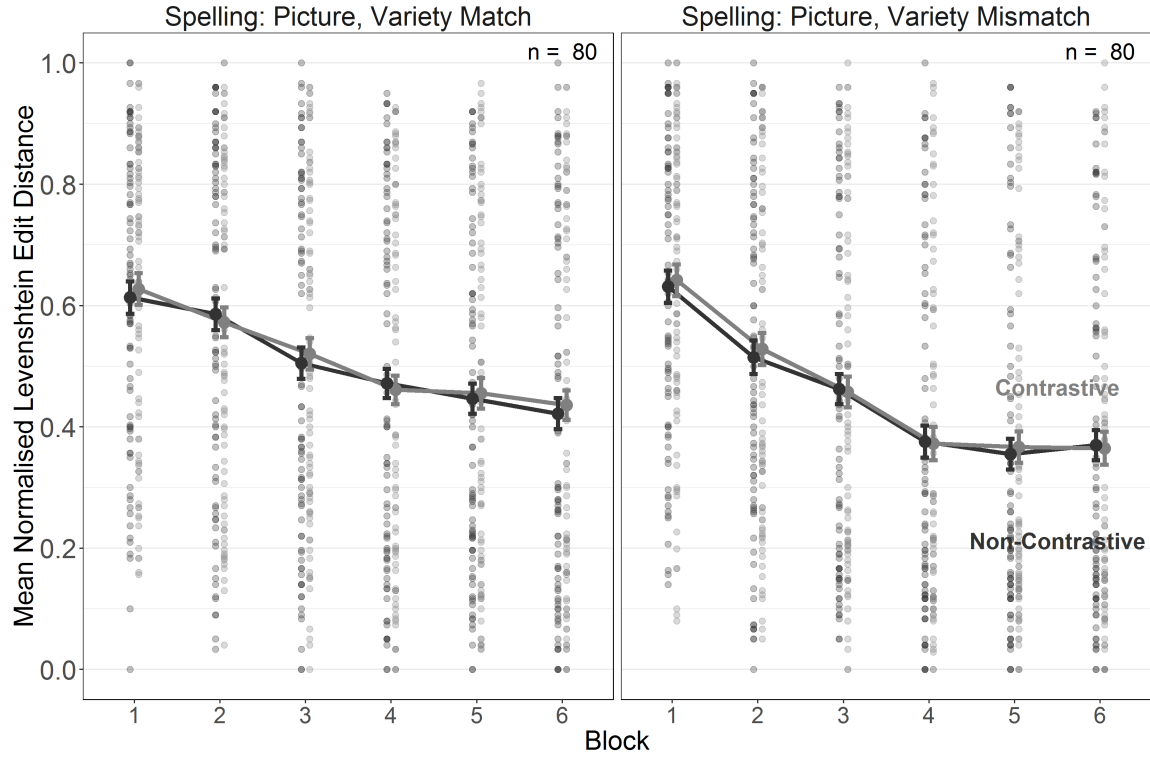 Spelling: Picture, Variety Match
Spelling: Picture, Variety Mismatch
n = 80
n = 80
Mean Normalised Levenshtein Edit Distance
1.0
0.8
0.6
0.4
0.2
0.0
Contrastive
Non-Contrastive
1 2 3 4 5 6
1 2 3 4 5 6
Block